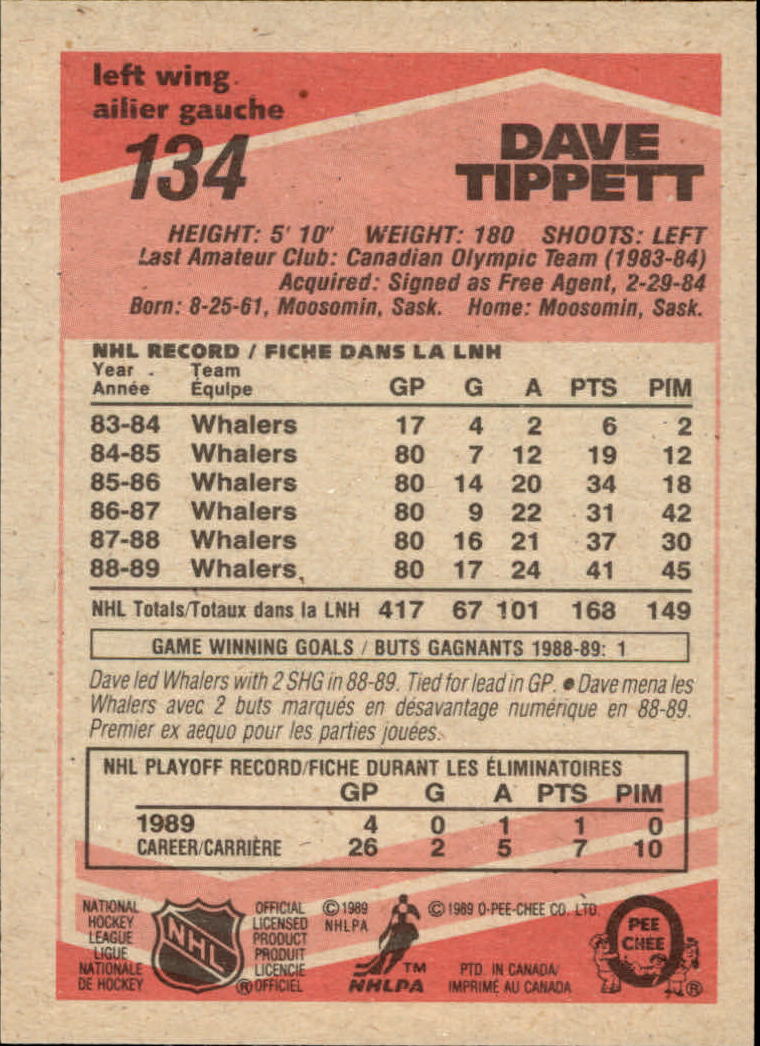 left wing
ailier gauche
134
DAVE
TIPPETT
HEIGHT: 5' 10" WEIGHT: 180 SHOOTS: LEFT
Last Amateur Club: Canadian Olympic Team (1983-84)
Acquired: Signed as Free Agent, 2-29-84
Born: 8-25-61, Moosomin, Sask. Home: Moosomin, Sask.
NHL RECORD / FICHE DANS LA LNH
Year Team
Année Équipe GP G A PTS PIM
83-84 Whalers 17 4 2 6 2
84-85 Whalers 80 7 12 19 12
85-86 Whalers 80 14 20 34 18
86-87 Whalers 80 9 22 31 42
87-88 Whalers 80 16 21 37 30
88-89 Whalers 80 17 24 41 45
NHL Totals/Totaux dans la LNH 417 67 101 168 149
GAME WINNING GOALS / BUTS GAGNANTS 1988-89: 1
Dave led Whalers with 2 SHG in 88-89. Tied for lead in GP. ● Dave mena les
Whalers avec 2 buts marqués en désavantage numérique en 88-89.
Premier ex aequo pour les parties jouées.
NHL PLAYOFF RECORD/FICHE DURANT LES ÉLIMINATOIRES
GP G A PTS PIM
1989 4 0 1 1 0
CAREER/CARRIÈRE 26 2 5 7 10
NATIONAL
HOCKEY
LEAGUE
LIGUE
NATIONALE
DE HOCKEY
NHL
®
OFFICIAL
LICENSED
PRODUCT
PRODUIT
LICENCIE
OFFICIEL
© 1989
NHLPA
TM
NHLPA
© 1989 O-PEE-CHEE CO. LTD.
PTD. IN CANADA/
IMPRIMÉ AU CANADA
O
PEE
CHEE
®